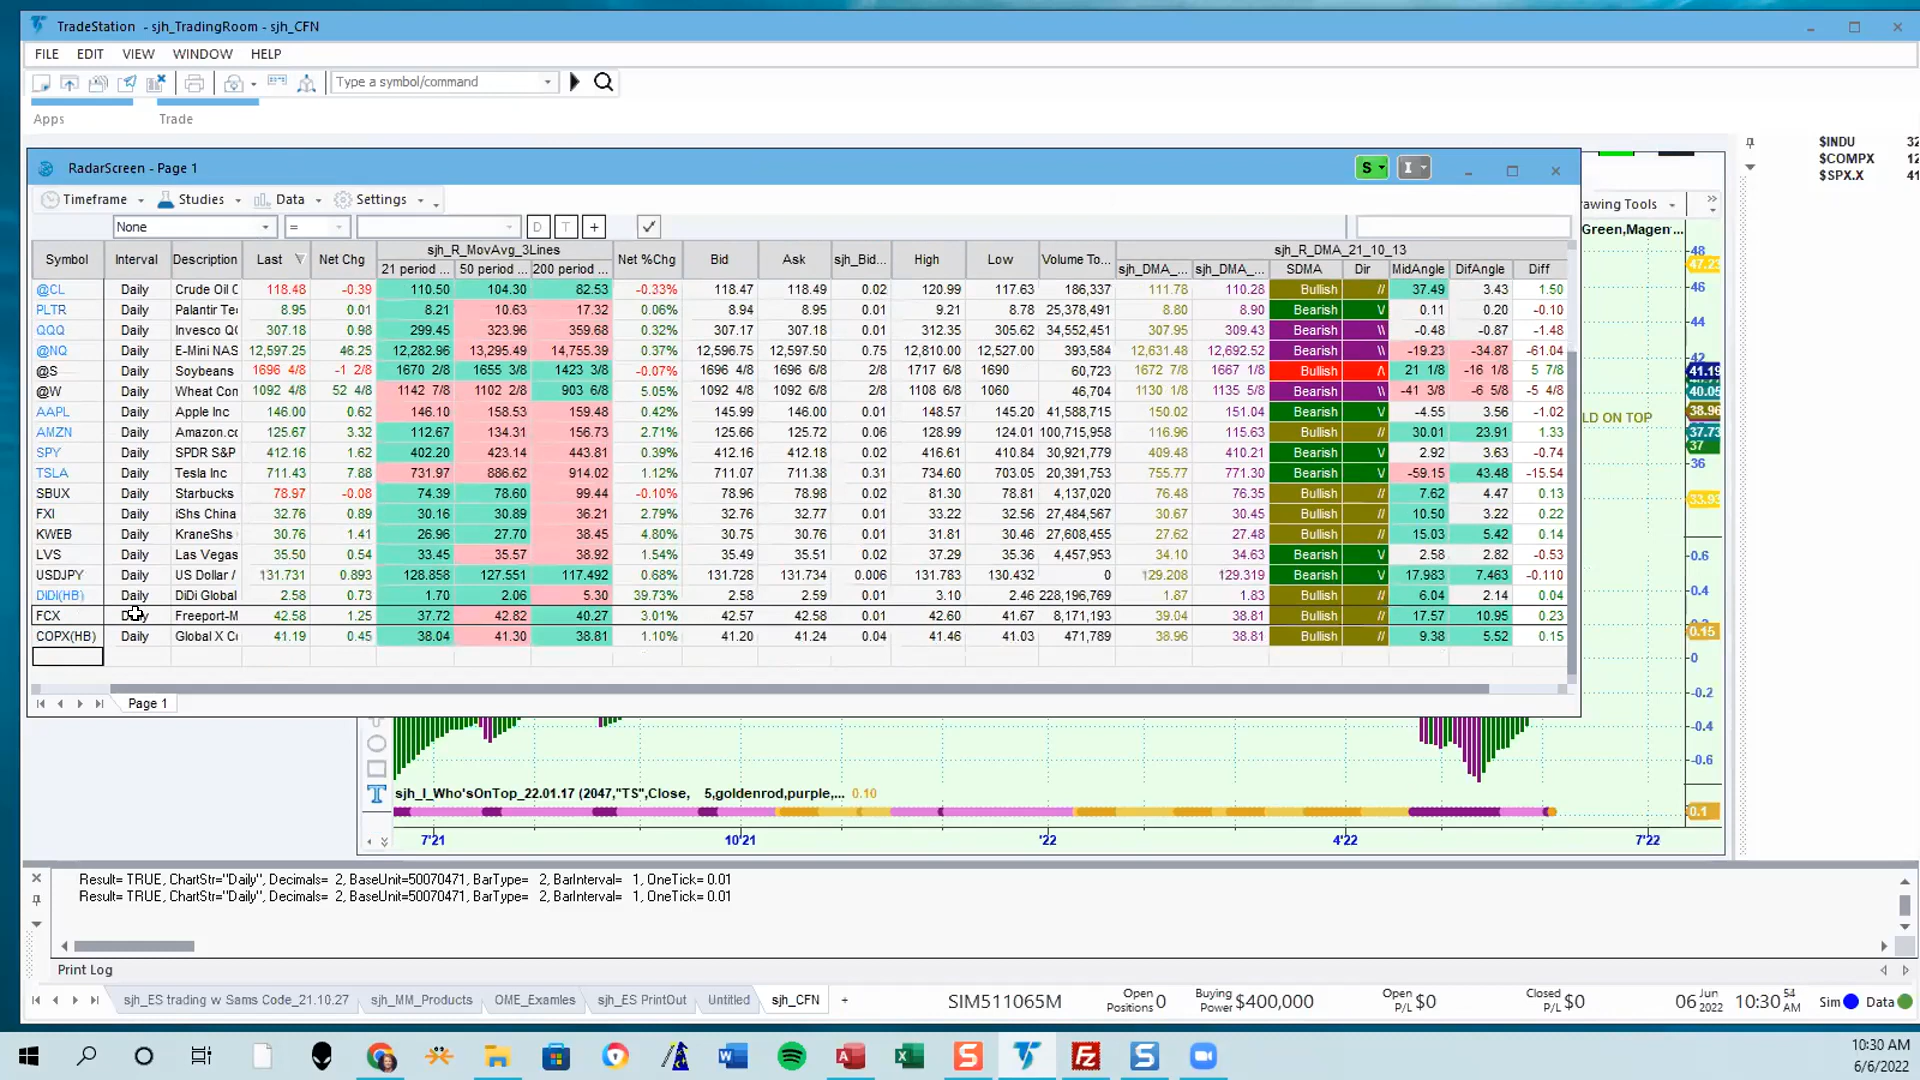 TradeStation - sjh_TradingRoom - sjh_CFN
FILE EDIT VIEW WINDOW HELP
Type a symbol/command
Apps Trade
$INDU 32
$COMPX 12
$SPX.X 41
RadarScreen - Page 1 S I
Timeframe Studies Data Settings
awing Tools
None = D T +
Green,Magen'...
sjh_R_MovAvg_3Lines sjh_R_DMA_21_10_13
Symbol Interval Description Last Net Chg 21 period ... 50 period ... 200 period ... Net %Chg Bid Ask sjh_Bid... High Low Volume To... sjh_DMA_... sjh_DMA_... SDMA Dir MidAngle DifAngle Diff
@CL Daily Crude Oil C 118.48 -0.39 110.50 104.30 82.53 -0.33% 118.47 118.49 0.02 120.99 117.63 186,337 111.78 110.28 Bullish // 37.49 3.43 1.50
PLTR Daily Palantir Te 8.95 0.01 8.21 10.63 17.32 0.06% 8.94 8.95 0.01 9.21 8.78 25,378,491 8.80 8.90 Bearish V 0.11 0.20 -0.10
QQQ Daily Invesco QQ 307.18 0.98 299.45 323.96 359.68 0.32% 307.17 307.18 0.01 312.35 305.62 34,552,451 307.95 309.43 Bearish \\ -0.48 -0.87 -1.48
@NQ Daily E-Mini NAS 12,597.25 46.25 12,282.96 13,295.49 14,755.39 0.37% 12,596.75 12,597.50 0.75 12,810.00 12,527.00 393,584 12,631.48 12,692.52 Bearish \\ -19.23 -34.87 -61.04
@S Daily Soybeans 1696 4/8 -1 2/8 1670 2/8 1655 3/8 1423 3/8 -0.07% 1696 4/8 1696 6/8 2/8 1717 6/8 1690 60,723 1672 7/8 1667 1/8 Bullish /\ 21 1/8 -16 1/8 5 7/8
@W Daily Wheat Con 1092 4/8 52 4/8 1142 7/8 1102 2/8 903 6/8 5.05% 1092 4/8 1092 6/8 2/8 1108 6/8 1060 46,704 1130 1/8 1135 5/8 Bearish \\ -41 3/8 -6 5/8 -5 4/8
AAPL Daily Apple Inc 146.00 0.62 146.10 158.53 159.48 0.42% 145.99 146.00 0.01 148.57 145.20 41,588,715 150.02 151.04 Bearish V -4.55 3.56 -1.02
AMZN Daily Amazon.cc 125.67 3.32 112.67 134.31 156.73 2.71% 125.66 125.72 0.06 128.99 124.01 100,715,958 116.96 115.63 Bullish // 30.01 23.91 1.33
SPY Daily SPDR S&P 412.16 1.62 402.20 423.14 443.81 0.39% 412.16 412.18 0.02 416.61 410.84 30,921,779 409.48 410.21 Bearish V 2.92 3.63 -0.74
TSLA Daily Tesla Inc 711.43 7.88 731.97 886.62 914.02 1.12% 711.07 711.38 0.31 734.60 703.05 20,391,753 755.77 771.30 Bearish V -59.15 43.48 -15.54
SBUX Daily Starbucks 78.97 -0.08 74.39 78.60 99.44 -0.10% 78.96 78.98 0.02 81.30 78.81 4,137,020 76.48 76.35 Bullish // 7.62 4.47 0.13
FXI Daily iShs China 32.76 0.89 30.16 30.89 36.21 2.79% 32.76 32.77 0.01 33.22 32.56 27,484,567 30.67 30.45 Bullish // 10.50 3.22 0.22
KWEB Daily KraneShs 30.76 1.41 26.96 27.70 38.45 4.80% 30.75 30.76 0.01 31.81 30.46 27,608,455 27.62 27.48 Bullish // 15.03 5.42 0.14
LVS Daily Las Vegas 35.50 0.54 33.45 35.57 38.92 1.54% 35.49 35.51 0.02 37.29 35.36 4,457,953 34.10 34.63 Bearish V 2.58 2.82 -0.53
USDJPY Daily US Dollar / 131.731 0.893 128.858 127.551 117.492 0.68% 131.728 131.734 0.006 131.783 130.432 0 129.208 129.319 Bearish V 17.983 7.463 -0.110
DIDI(HB) Daily DiDi Global 2.58 0.73 1.70 2.06 5.30 39.73% 2.58 2.59 0.01 3.10 2.46 228,196,769 1.87 1.83 Bullish // 6.04 2.14 0.04
FCX Daily Freeport-M 42.58 1.25 37.72 42.82 40.27 3.01% 42.57 42.58 0.01 42.60 41.67 8,171,193 39.04 38.81 Bullish // 17.57 10.95 0.23
COPX(HB) Daily Global X C 41.19 0.45 38.04 41.30 38.81 1.10% 41.20 41.24 0.04 41.46 41.03 471,789 38.96 38.81 Bullish // 9.38 5.52 0.15
Page 1
48
47.23
46
44
42
41.19
40.05
38.96
LD ON TOP
37.73
37
36
33.93
0.6
0.4
0.15
0
-0.2
-0.4
-0.6
sjh_I_Who'sOnTop_22.01.17 (2047,"TS",Close, 5,goldenrod,purple,... 0.10
0.1
7'21 10'21 '22 4'22 7'22
Result= TRUE, ChartStr="Daily", Decimals= 2, BaseUnit=50070471, BarType= 2, BarInterval= 1, OneTick= 0.01
Result= TRUE, ChartStr="Daily", Decimals= 2, BaseUnit=50070471, BarType= 2, BarInterval= 1, OneTick= 0.01
Print Log
sjh_ES trading w Sams Code_21.10.27 sjh_MM_Products OME_Examles sjh_ES PrintOut Untitled sjh_CFN + SIM511065M Open Positions 0 Buying Power $400,000 Open P/L $0 Closed P/L $0 06 Jun 2022 10:30 54 AM Sim Data
10:30 AM
6/6/2022